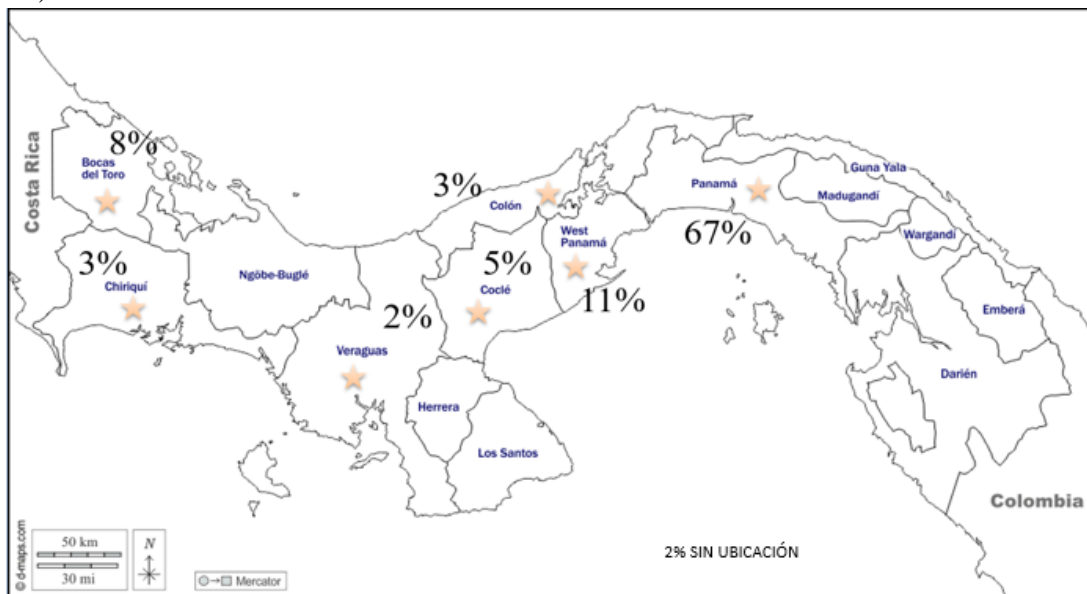 Costa Rica
8%
Bocas
del Toro
3%
Chiriquí
Ngöbe-Buglé
2%
Veraguas
3%
Colón
5%
Coclé
West
Panamá
11%
Panamá
67%
Guna Yala
Madugandí
Wargandí
Emberá
Darién
Herrera
Los Santos
Colombia
2% SIN UBICACIÓN
© d-maps.com
50 km
30 mi
N
Mercator